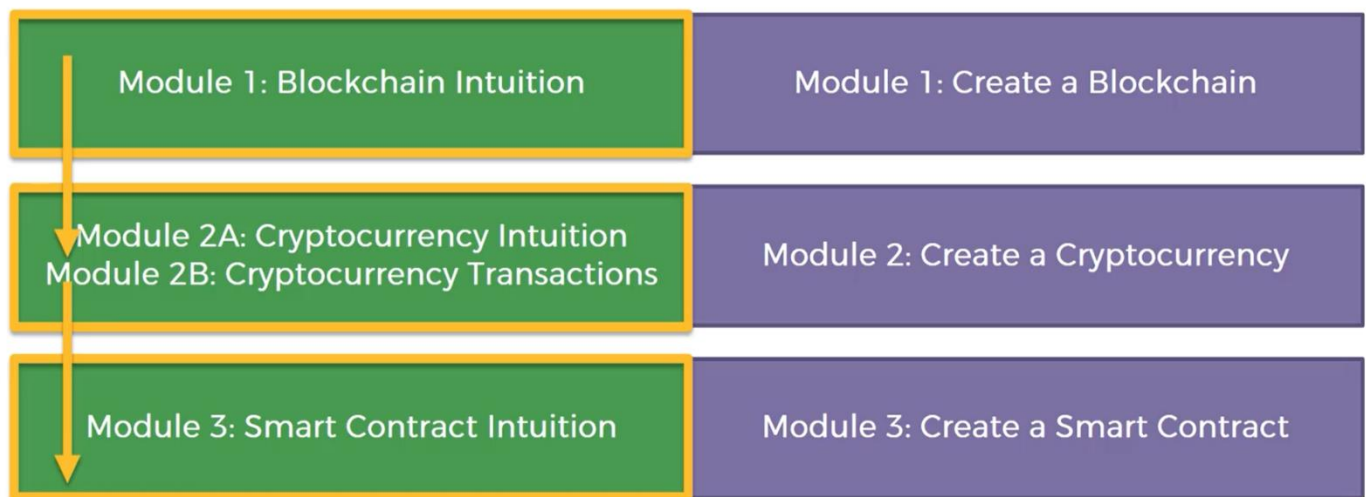 Module 1: Blockchain Intuition
Module 1: Create a Blockchain
Module 2A: Cryptocurrency Intuition
Module 2B: Cryptocurrency Transactions
Module 2: Create a Cryptocurrency
Module 3: Smart Contract Intuition
Module 3: Create a Smart Contract